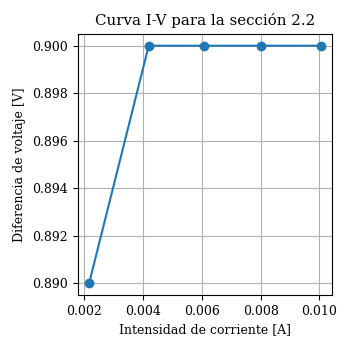 Curva I-V para la sección 2.2
Diferencia de voltaje [V]
0.900
0.898
0.896
0.894
0.892
0.890
0.002 0.004 0.006 0.008 0.010
Intensidad de corriente [A]